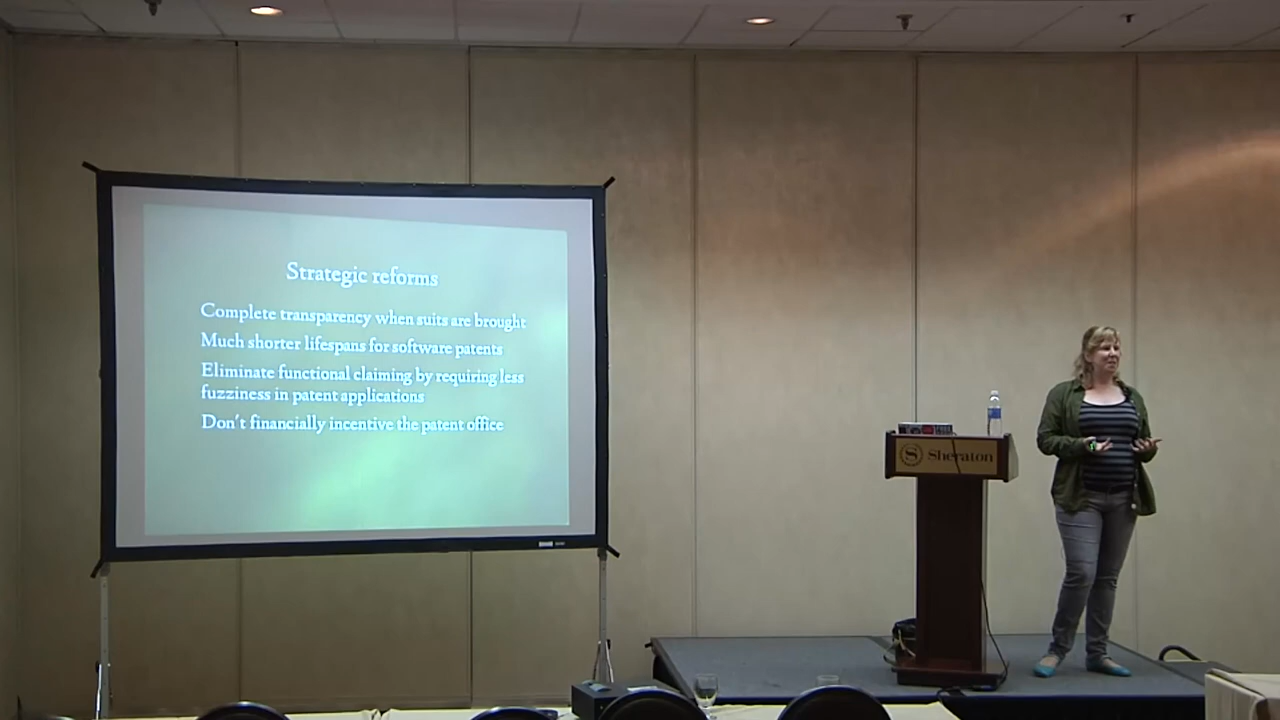 Strategic reforms
Complete transparency when suits are brought
Much shorter lifespans for software patents
Eliminate functional claiming by requiring less
fuzziness in patent applications
Don't financially incentive the patent office
S Sheraton